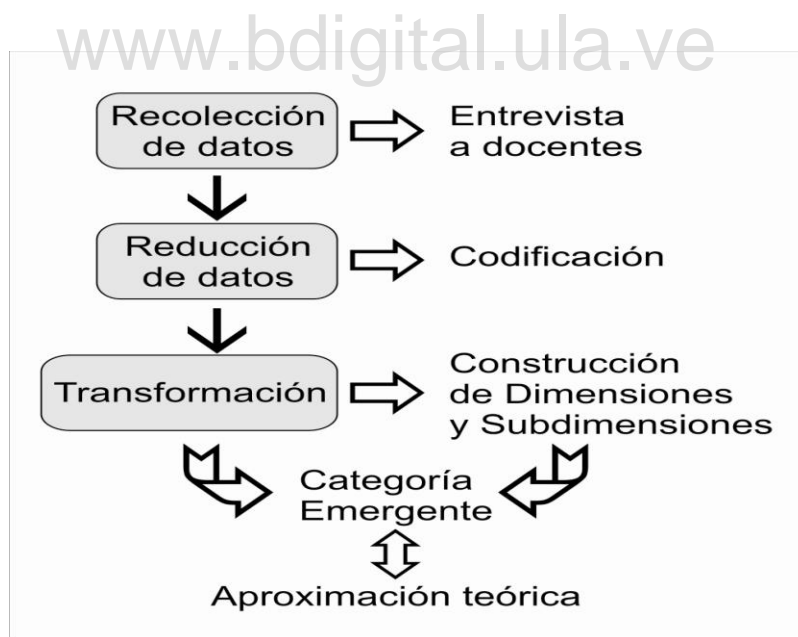 www.bdigital.ula.ve
Recolección
de datos
Entrevista
a docentes
Reducción
de datos
Codificación
Transformación
Construcción
de Dimensiones
y Subdimensiones
Categoría
Emergente
Aproximación teórica